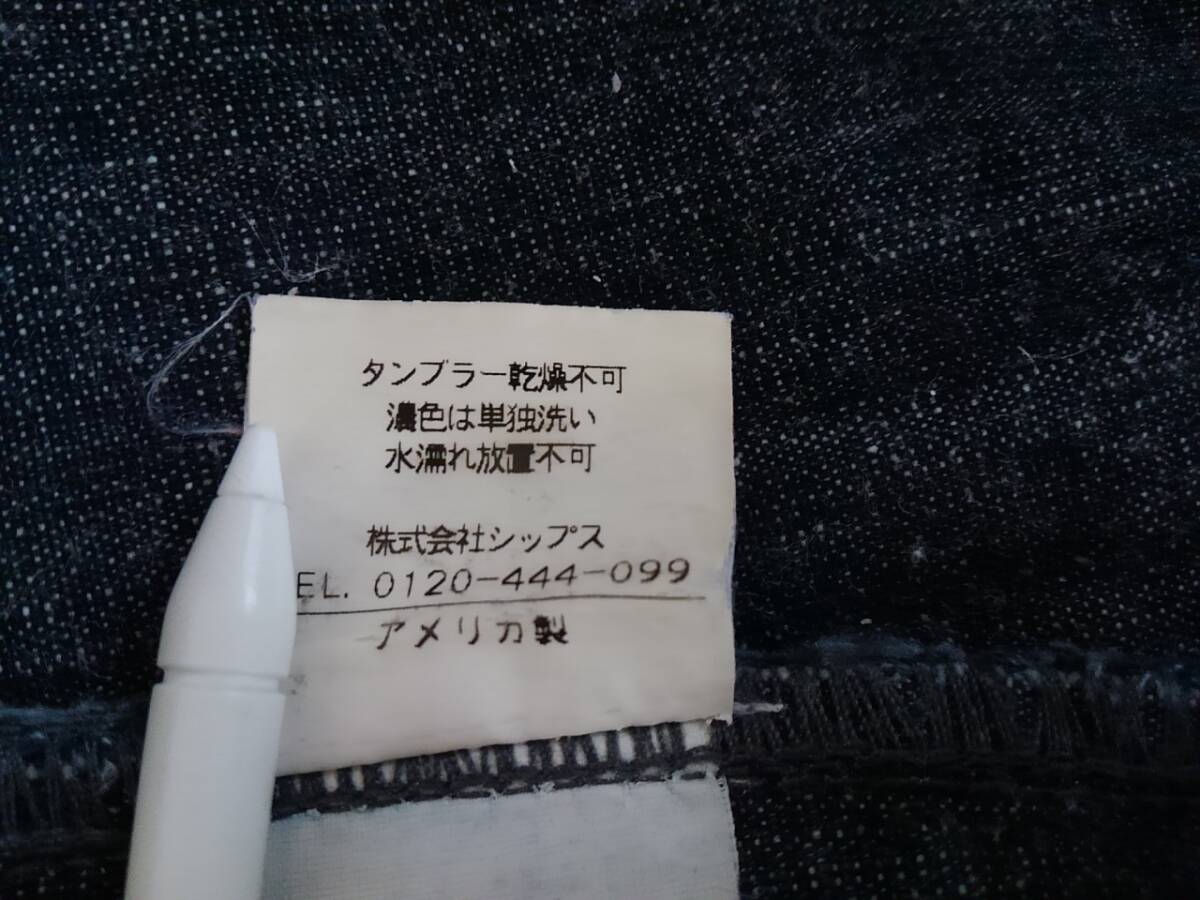 タンブラー乾燥不可
濃色は単独洗い
水濡れ放置不可
株式会社シップス
EL. 0120-444-099
アメリカ製